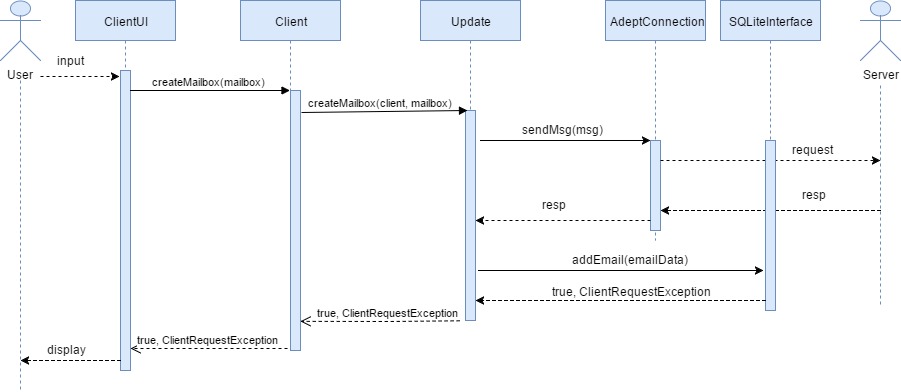 ClientUI
Client
Update
AdeptConnection
SQLiteInterface
User
Server
input
createMailbox(mailbox)
createMailbox(client, mailbox)
sendMsg(msg)
request
resp
resp
addEmail(emailData)
true, ClientRequestException
true, ClientRequestException
true, ClientRequestException
display